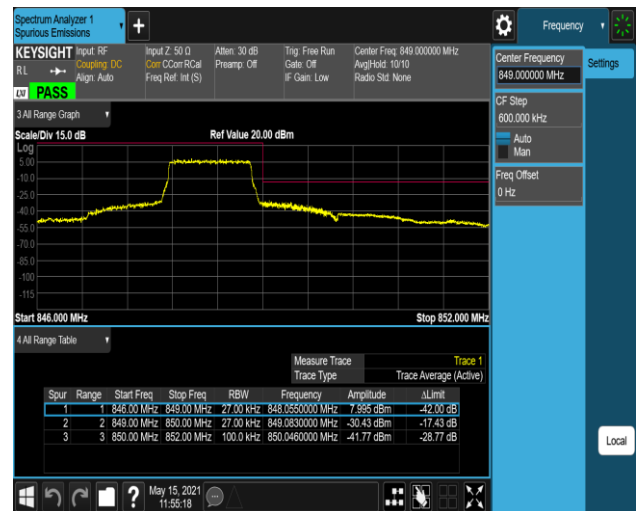 Spectrum Analyzer 1
Spurious Emissions
+
Frequency
KEYSIGHT Input: RF Input Z: 50 Ω Atten: 30 dB Trig: Free Run Center Freq: 849.000000 MHz
RL Coupling: DC Corr CCorr RCal Preamp: Off Gate: Off Avg|Hold: 10/10
Align: Auto Freq Ref: Int (S) IF Gain: Low Radio Std: None
LXI PASS
Center Frequency
849.000000 MHz
Settings
CF Step
600.000 kHz
Auto
Man
Freq Offset
0 Hz
3 All Range Graph
Scale/Div 15.0 dB Ref Value 20.00 dBm
Log
5.00
-10.0
-25.0
-40.0
-55.0
-70.0
-85.0
-100
-115
Start 846.000 MHz Stop 852.000 MHz
4 All Range Table
Measure Trace Trace 1
Trace Type Trace Average (Active)
Spur Range Start Freq Stop Freq RBW Frequency Amplitude ΔLimit
1 1 846.00 MHz 849.00 MHz 27.00 kHz 848.0550000 MHz 7.995 dBm -42.00 dB
2 2 849.00 MHz 850.00 MHz 27.00 kHz 849.0830000 MHz -30.43 dBm -17.43 dB
3 3 850.00 MHz 852.00 MHz 100.0 kHz 850.0460000 MHz -41.77 dBm -28.77 dB
Local
? May 15, 2021
11:55:18